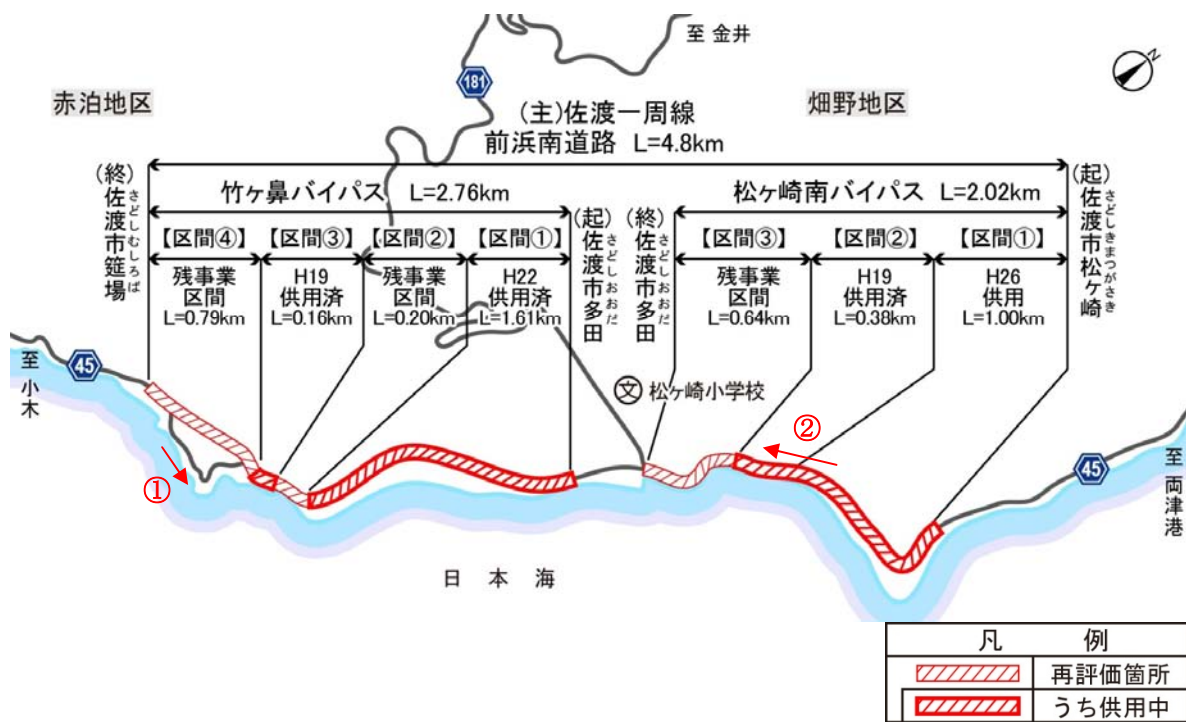 至 金井
N
181
赤泊地区
畑野地区
(主)佐渡一周線
前浜南道路 L=4.8km
(終)佐渡市筵場
さどしむしろば
竹ヶ鼻バイパス L=2.76km
(起)佐渡市多田
さどしおおだ
(終)佐渡市多田
さどしおおだ
松ヶ崎南バイパス L=2.02km
(起)佐渡市松ヶ崎
さどしきまつがさき
【区間④】
残事業
区間
L=0.79km
【区間③】
H19
供用済
L=0.16km
【区間②】
残事業
区間
L=0.20km
【区間①】
H22
供用済
L=1.61km
【区間③】
残事業
区間
L=0.64km
【区間②】
H19
供用済
L=0.38km
【区間①】
H26
供用
L=1.00km
至 小木
45
文 松ヶ崎小学校
②
①
45
至 両津港
日 本 海
凡 例
再評価箇所
うち供用中